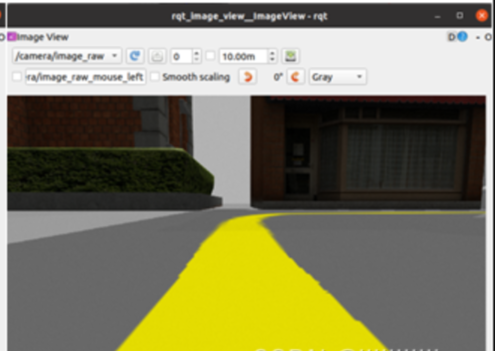 rqt_image_view__ImageView - rqt
Image View
D - O
/camera/image_raw 0 10.00m
ra/image_raw_mouse_left Smooth scaling 0° Gray